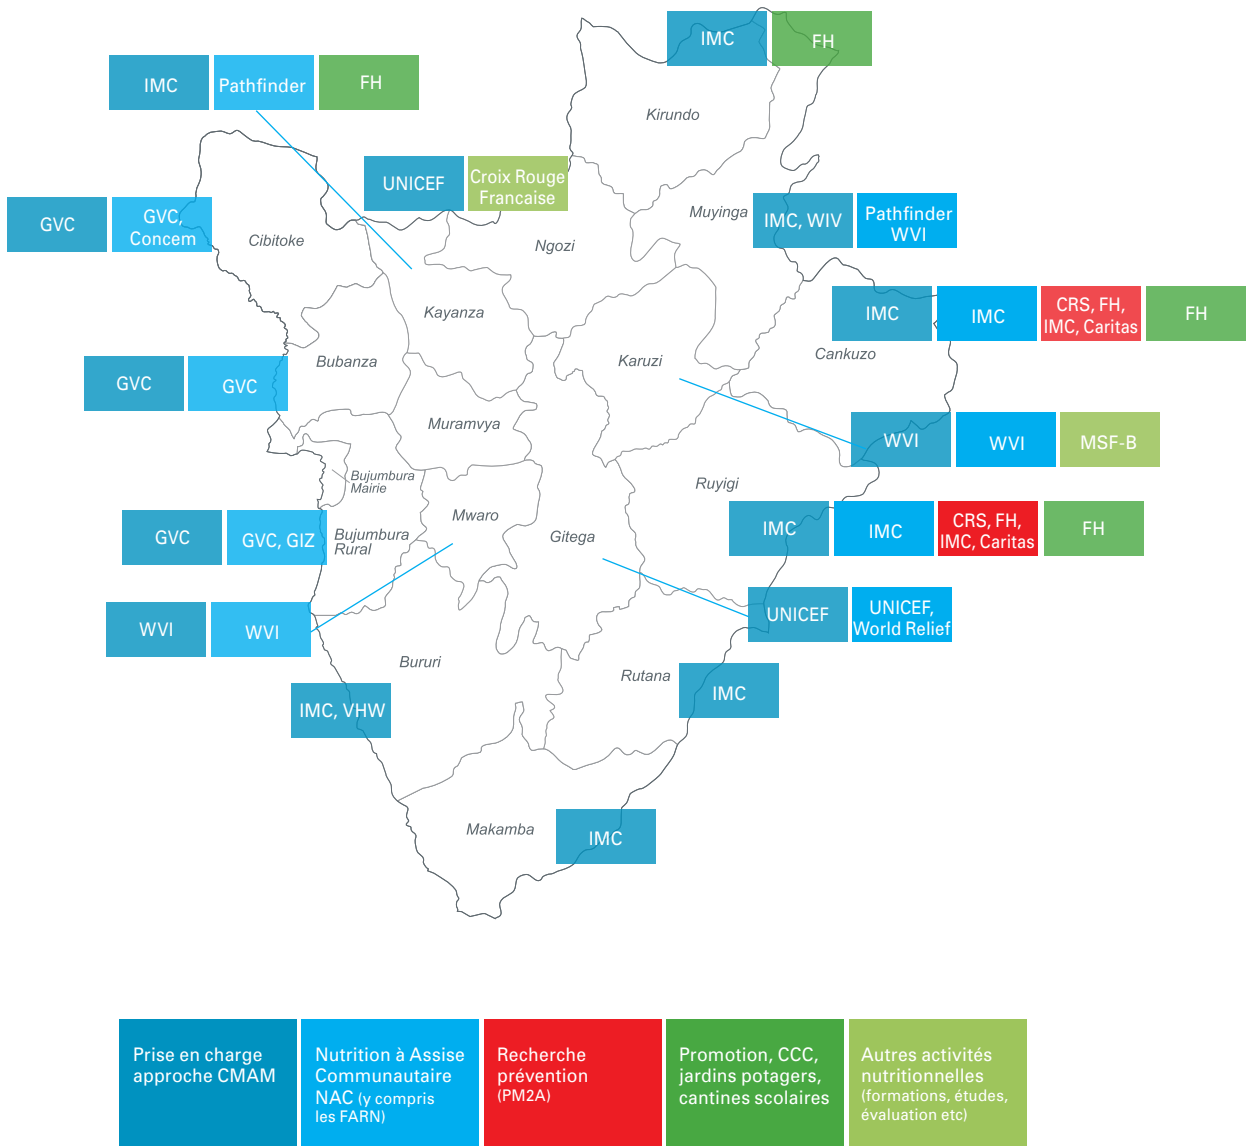 IMC
FH
IMC
Pathfinder
FH
Kirundo
UNICEF
Croix Rouge
Francaise
GVC
GVC,
Concem
Cibitoke
Ngozi
Muyinga
IMC, WIV
Pathfinder
WVI
Kayanza
IMC
IMC
CRS, FH,
IMC, Caritas
FH
Cankuzo
Bubanza
Karuzi
GVC
GVC
Muramvya
WVI
WVI
MSF-B
Bujumbura
Mairie
Ruyigi
Mwaro
Gitega
Bujumbura
Rural
GVC
GVC, GIZ
IMC
IMC
CRS, FH,
IMC, Caritas
FH
WVI
WVI
UNICEF
UNICEF,
World Relief
Bururi
Rutana
IMC
IMC, VHW
Makamba
IMC
Prise en charge
approche CMAM
Nutrition à Assise
Communautaire
NAC (y compris
les FARN)
Recherche
prévention
(PM2A)
Promotion, CCC,
jardins potagers,
cantines scolaires
Autres activités
nutritionnelles
(formations, études,
évaluation etc)